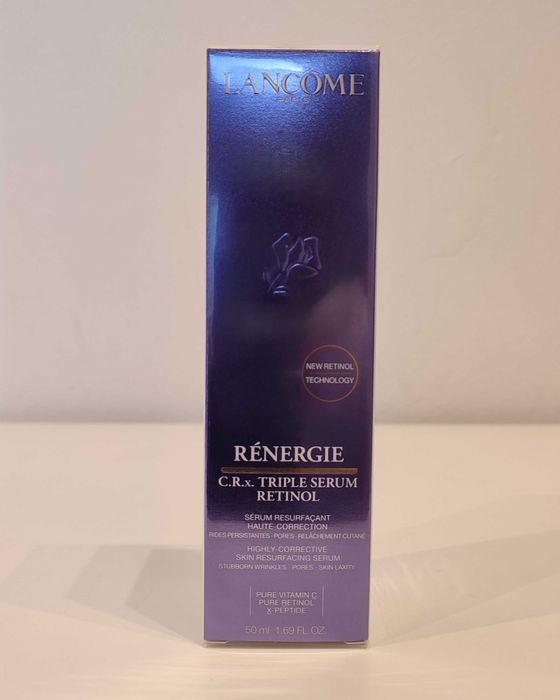 LANCÔME
PARIS
NEW RETINOL
TECHNOLOGY
RÉNERGIE
C.R.x. TRIPLE SERUM
RETINOL
SÉRUM RESURFAÇANT
HAUTE-CORRECTION
RIDES PERSISTANTES - PORES - RELÂCHEMENT CUTANÉ
HIGHLY-CORRECTIVE
SKIN RESURFACING SERUM
STUBBORN WRINKLES - PORES - SKIN LAXITY
PURE VITAMIN C
PURE RETINOL
X-PEPTIDE
50 ml 1.69 FL.OZ.